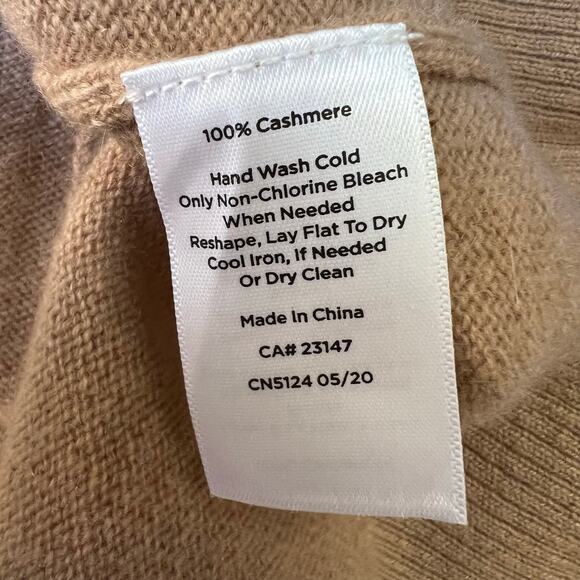 100% Cashmere
Hand Wash Cold
Only Non-Chlorine Bleach
When Needed
Reshape, Lay Flat To Dry
Cool Iron, If Needed
Or Dry Clean
Made In China
CA# 23147
CN5124 05/20